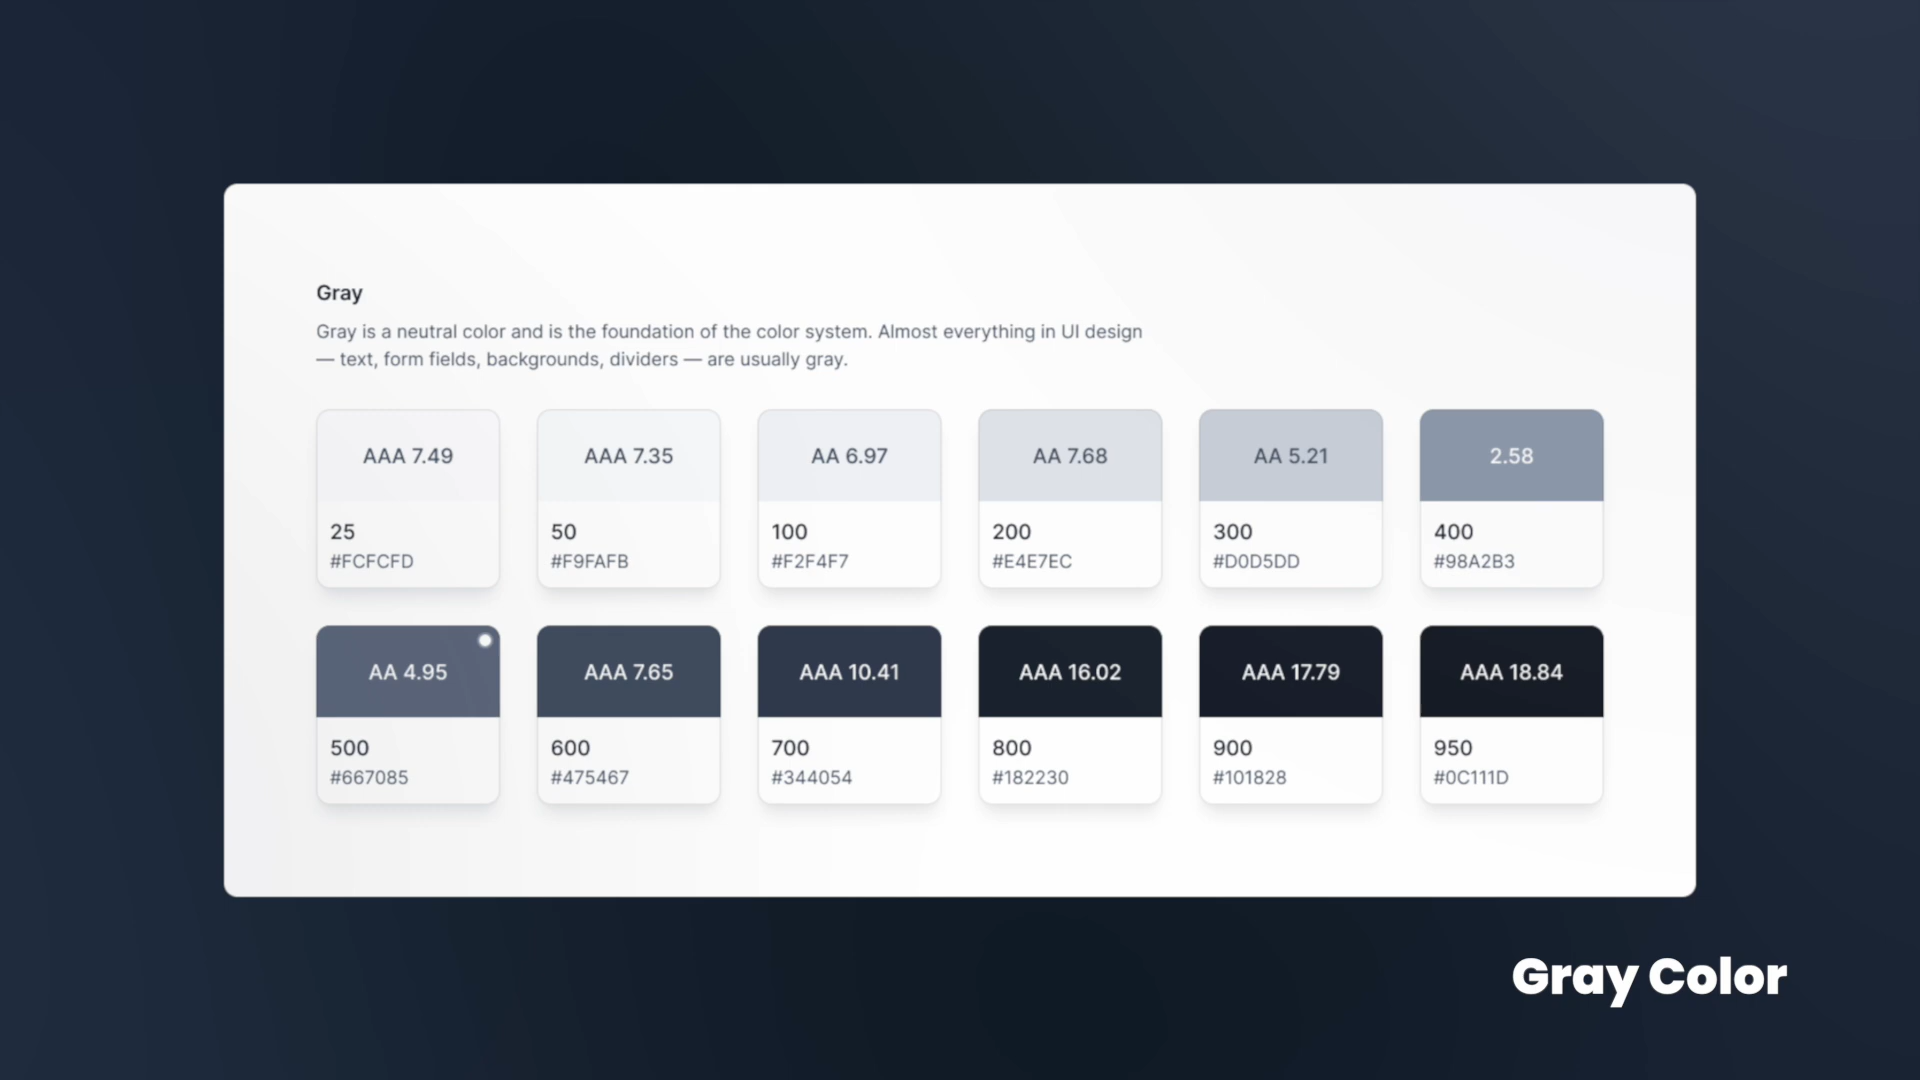 Gray
Gray is a neutral color and is the foundation of the color system. Almost everything in UI design
— text, form fields, backgrounds, dividers — are usually gray.
AAA 7.49
25
#FCFCFD
AAA 7.35
50
#F9FAFB
AA 6.97
100
#F2F4F7
AA 7.68
200
#E4E7EC
AA 5.21
300
#D0D5DD
2.58
400
#98A2B3
AA 4.95
500
#667085
AAA 7.65
600
#475467
AAA 10.41
700
#344054
AAA 16.02
800
#182230
AAA 17.79
900
#101828
AAA 18.84
950
#0C111D
Gray Color